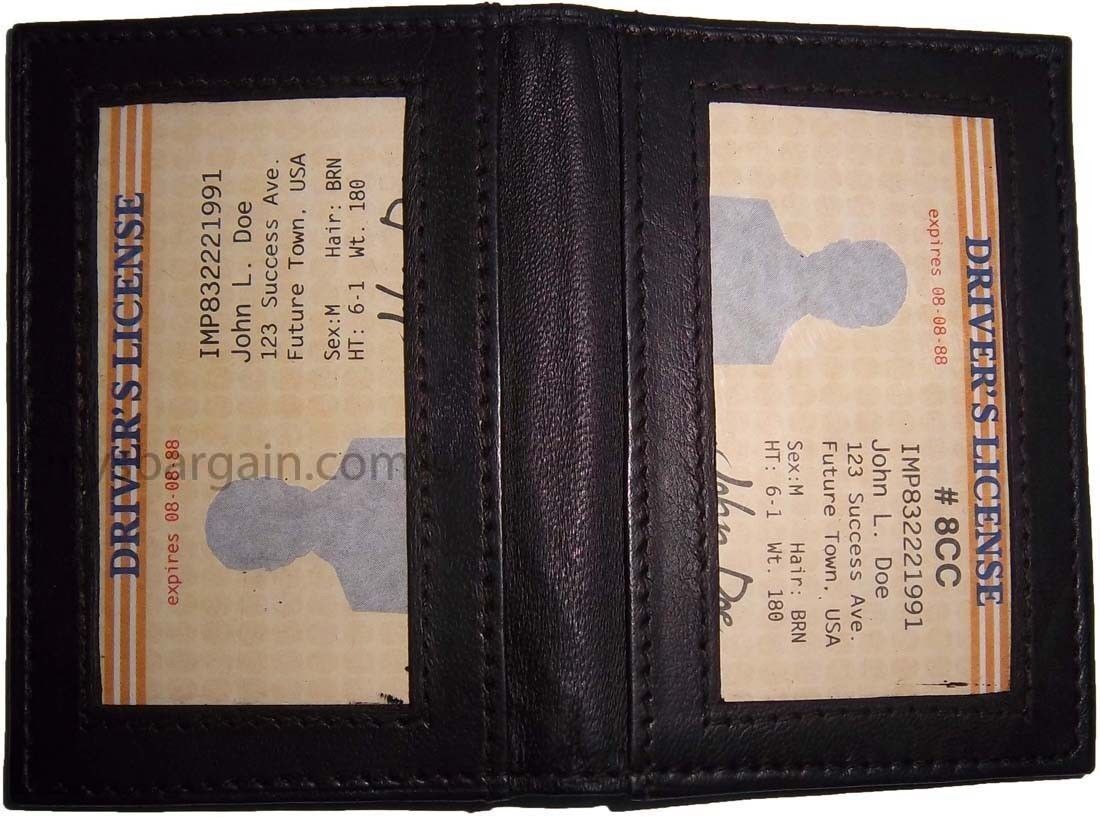 DRIVER'S LICENSE
IMP832221991
John L. Doe
123 Success Ave.
Future Town, USA
Sex:M Hair: BRN
HT: 6-1 Wt. 180
expires 08-08-88
DRIVER'S LICENSE
expires 08-08-88
# 8CC
IMP832221991
John L. Doe
123 Success Ave.
Future Town, USA
Sex:M Hair: BRN
HT: 6-1 Wt. 180
John Doe